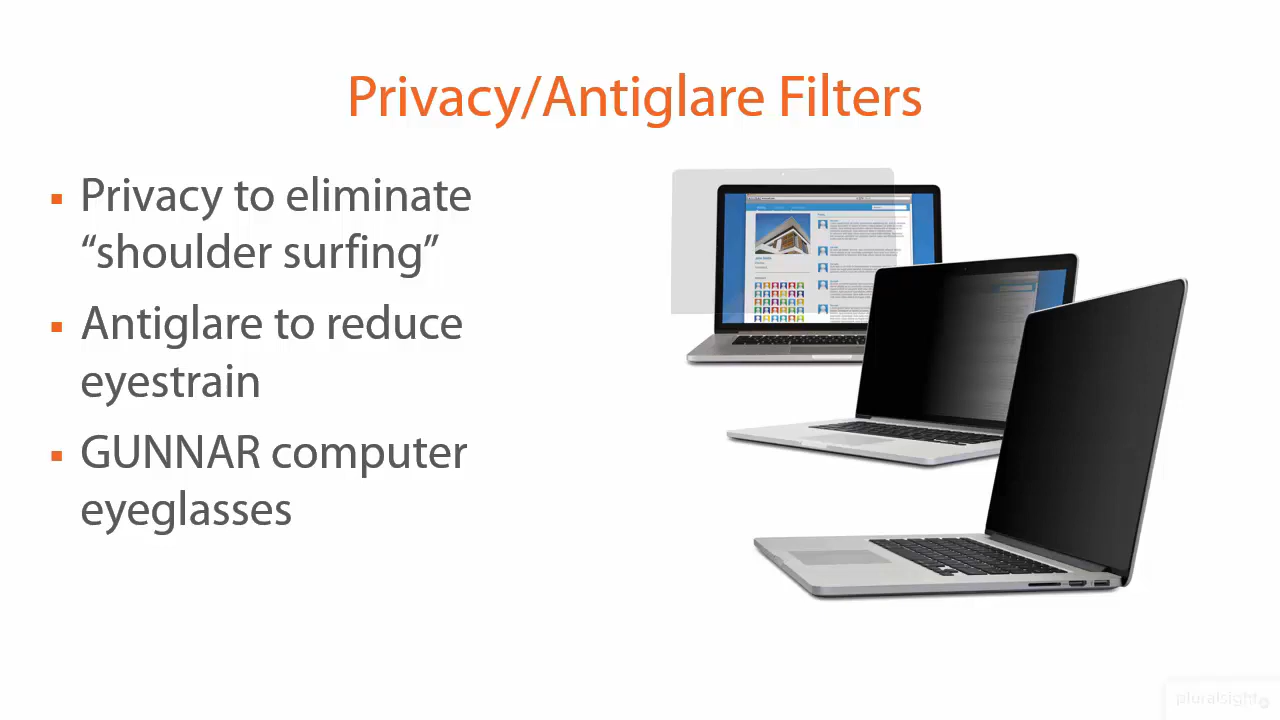 Privacy/Antiglare Filters
▪ Privacy to eliminate
“shoulder surfing”
▪ Antiglare to reduce
eyestrain
▪ GUNNAR computer
eyeglasses
pluralsight